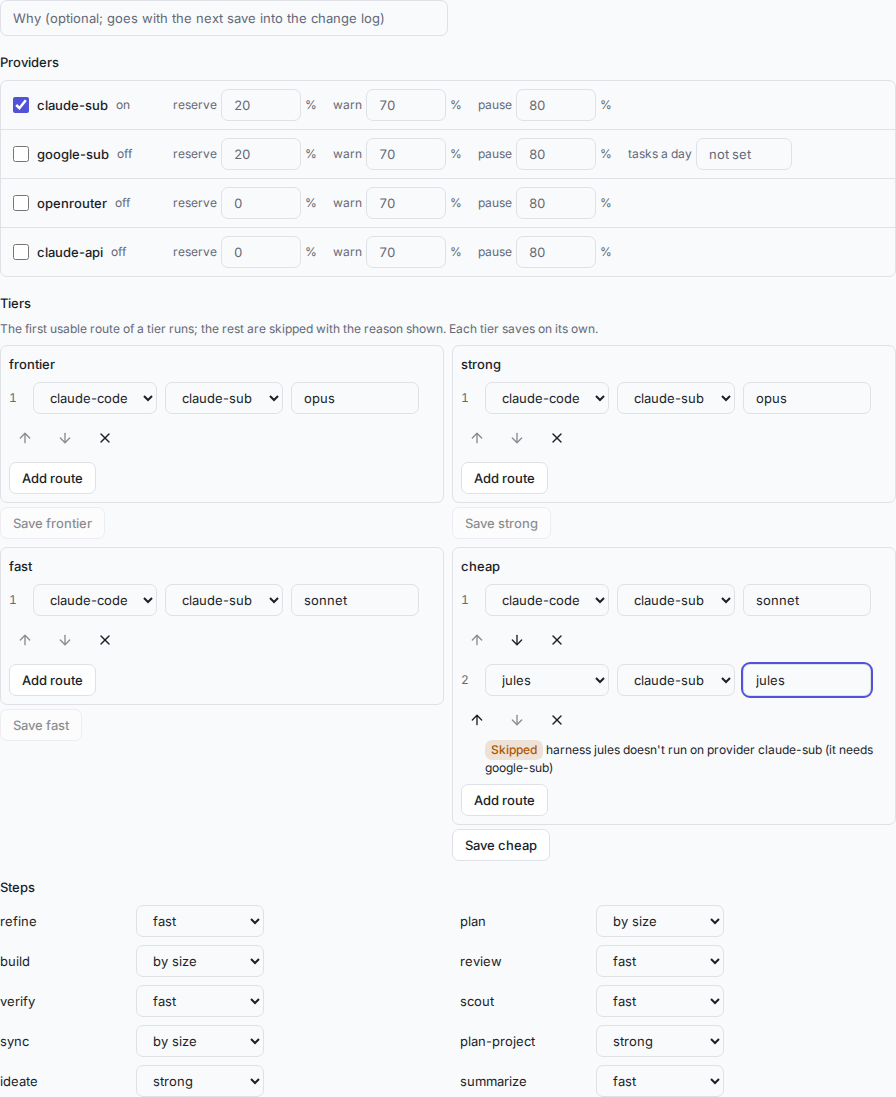 Why (optional; goes with the next save into the change log)
Providers
claude-sub on reserve 20 % warn 70 % pause 80 %
google-sub off reserve 20 % warn 70 % pause 80 % tasks a day not set
openrouter off reserve 0 % warn 70 % pause 80 %
claude-api off reserve 0 % warn 70 % pause 80 %
Tiers
The first usable route of a tier runs; the rest are skipped with the reason shown. Each tier saves on its own.
frontier
1 claude-code claude-sub opus
Add route
Save frontier
strong
1 claude-code claude-sub opus
Add route
Save strong
fast
1 claude-code claude-sub sonnet
Add route
Save fast
cheap
1 claude-code claude-sub sonnet
2 jules claude-sub jules
Skipped harness jules doesn't run on provider claude-sub (it needs
google-sub)
Add route
Save cheap
Steps
refine fast plan by size
build by size review fast
verify fast scout fast
sync by size plan-project strong
ideate strong summarize fast